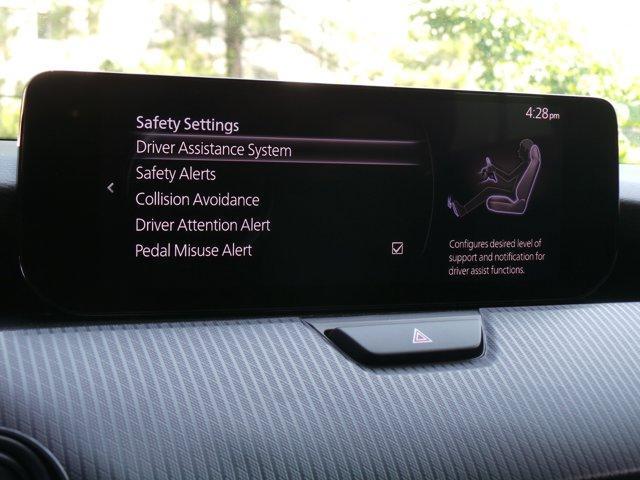 4:28pm
Safety Settings
Driver Assistance System
Safety Alerts
Collision Avoidance
Driver Attention Alert
Pedal Misuse Alert
Configures desired level of
support and notification for
driver assist functions.